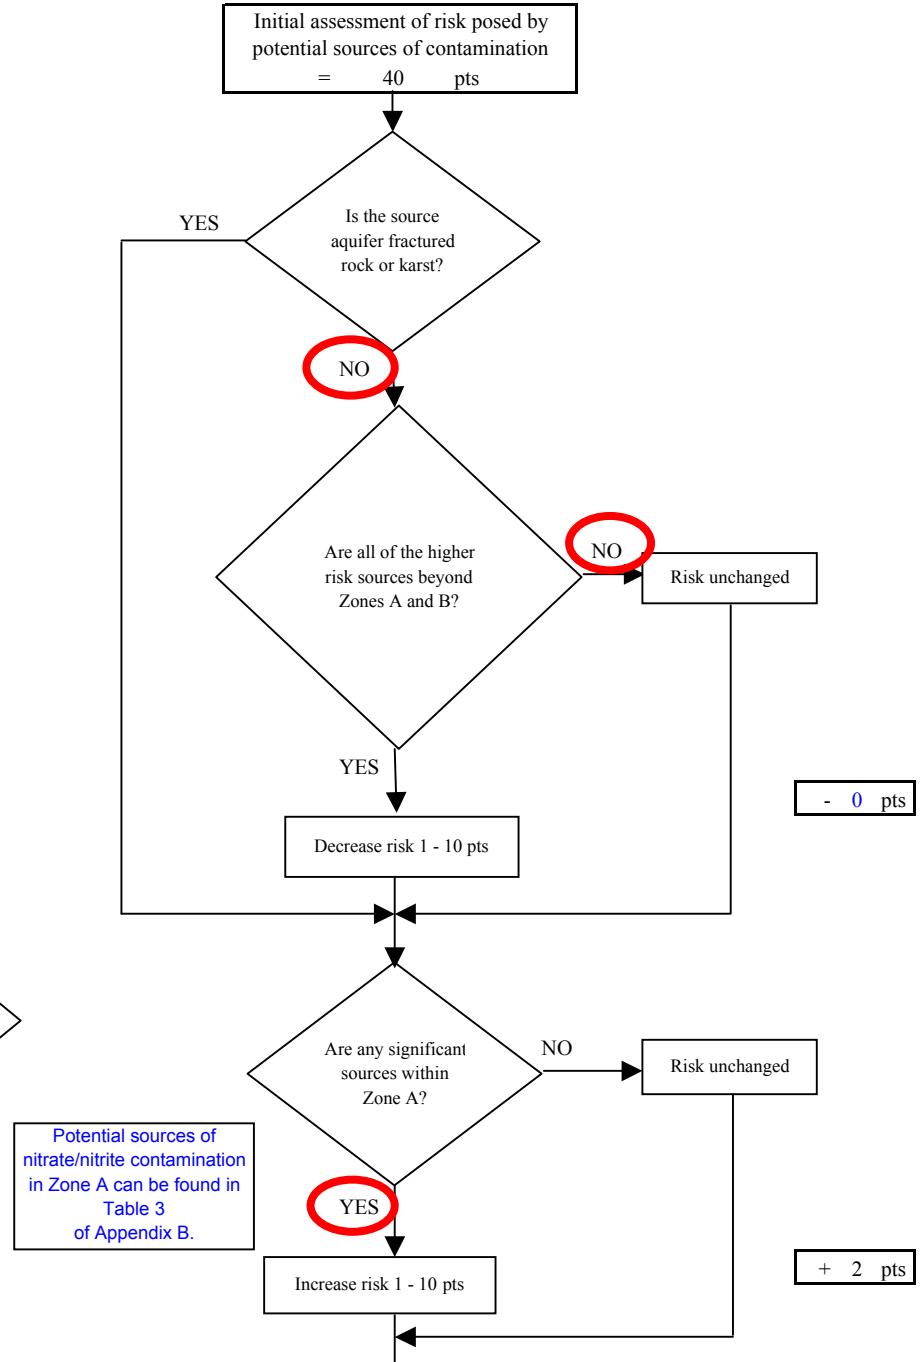 Initial assessment of risk posed by
potential sources of contamination
= 40 pts
YES
Is the source
aquifer fractured
rock or karst?
NO
Are all of the higher
risk sources beyond
Zones A and B?
NO
Risk unchanged
YES
- 0 pts
Decrease risk 1 - 10 pts
Are any significant
sources within
Zone A?
NO
Risk unchanged
Potential sources of
nitrate/nitrite contamination
in Zone A can be found in
Table 3
of Appendix B.
YES
+ 2 pts
Increase risk 1 - 10 pts